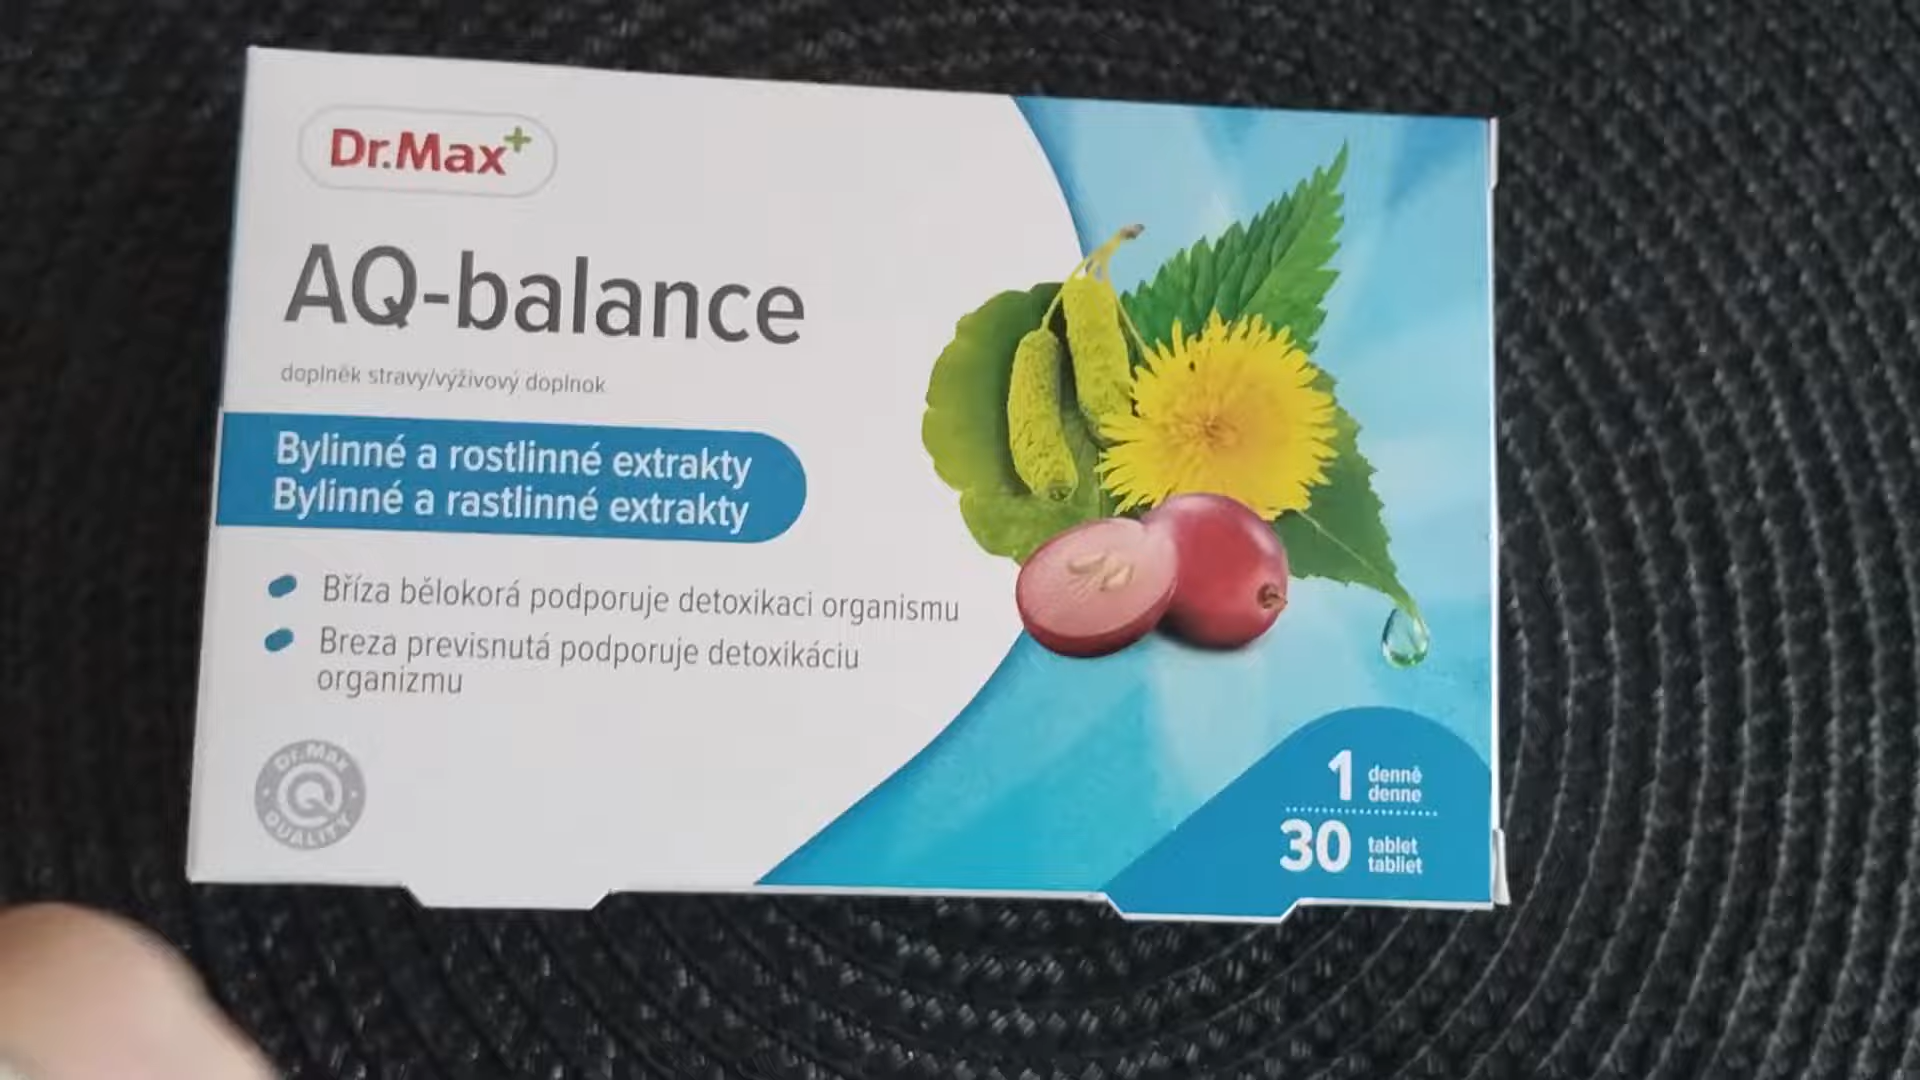 Dr.Max+
AQ-balance
doplněk stravy/výživový doplnok
Bylinné a rostlinné extrakty
Bylinné a rastlinné extrakty
Bříza bělokorá podporuje detoxikaci organismu
Breza previsnutá podporuje detoxikáciu
organizmu
Dr.Max
Q
QUALITY
1 denně
denne
30 tablet
tabliet